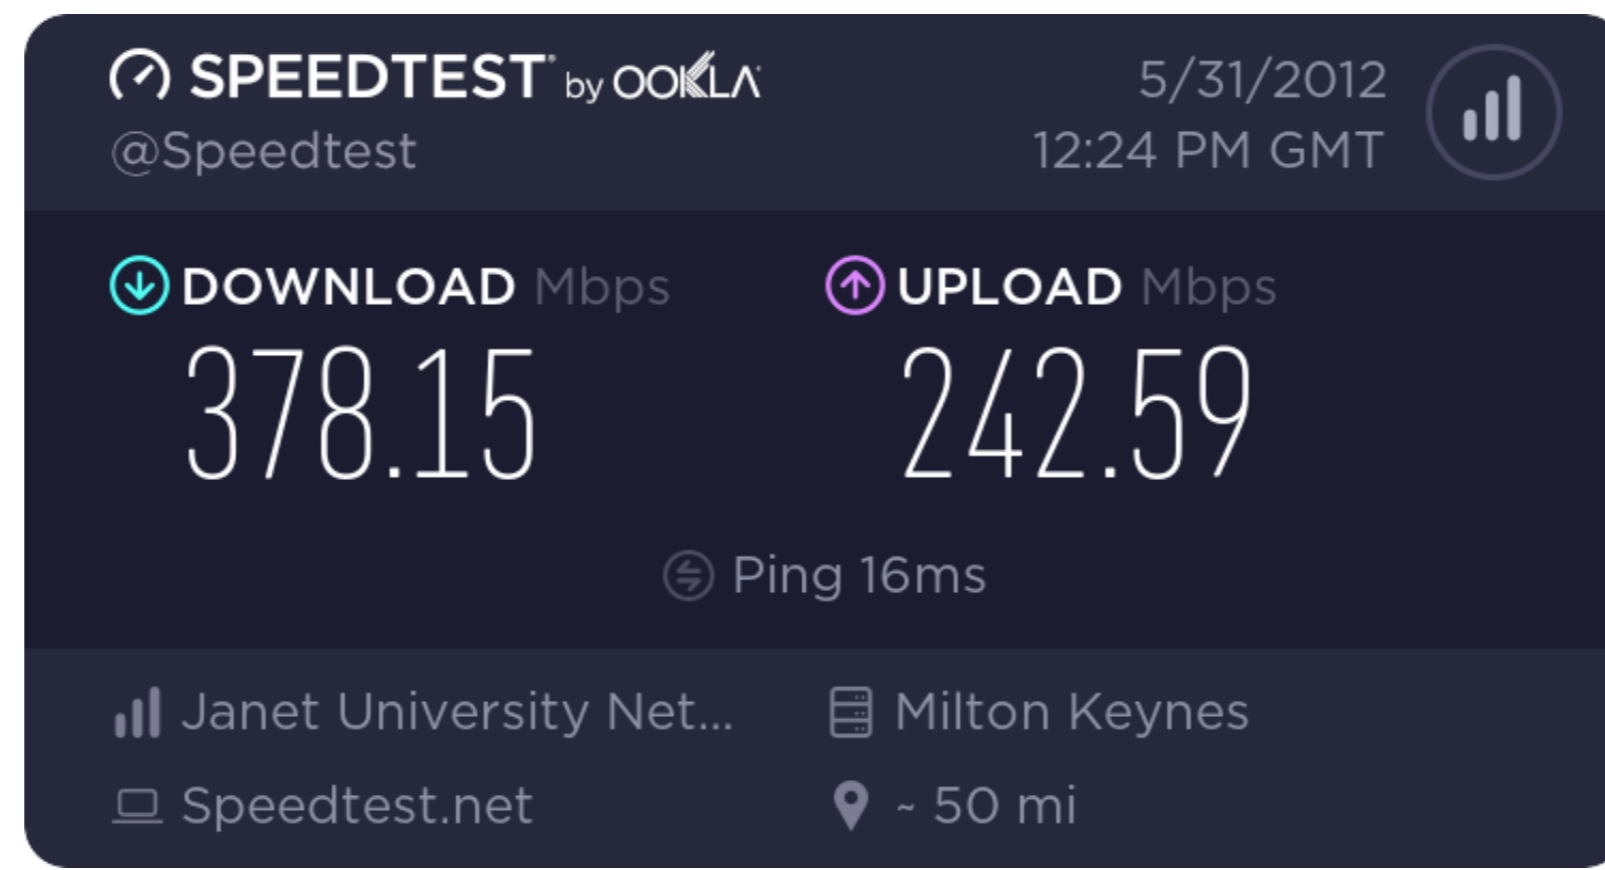 SPEEDTEST by OOKLA
@Speedtest
5/31/2012
12:24 PM GMT
DOWNLOAD Mbps
378.15
UPLOAD Mbps
242.59
Ping 16ms
Janet University Net...
Milton Keynes
Speedtest.net
~ 50 mi